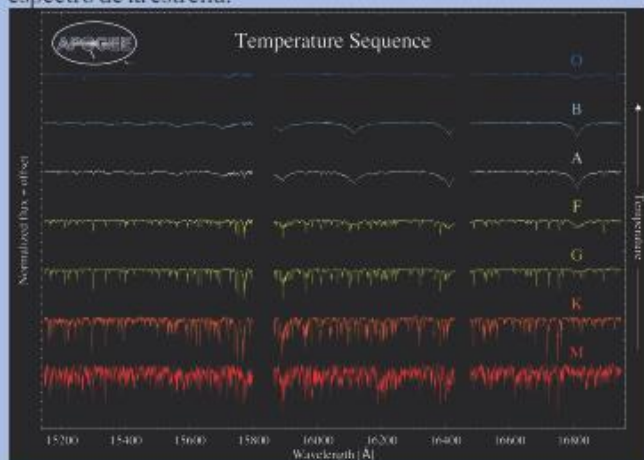 espectro de la estrella.
APOGEE
Temperature Sequence
O
B
A
F
G
K
M
Normalized flux + offset
Temperature
15200 15400 15600 15800 16000 16200 16400 16600 16800
Wavelength [Å]